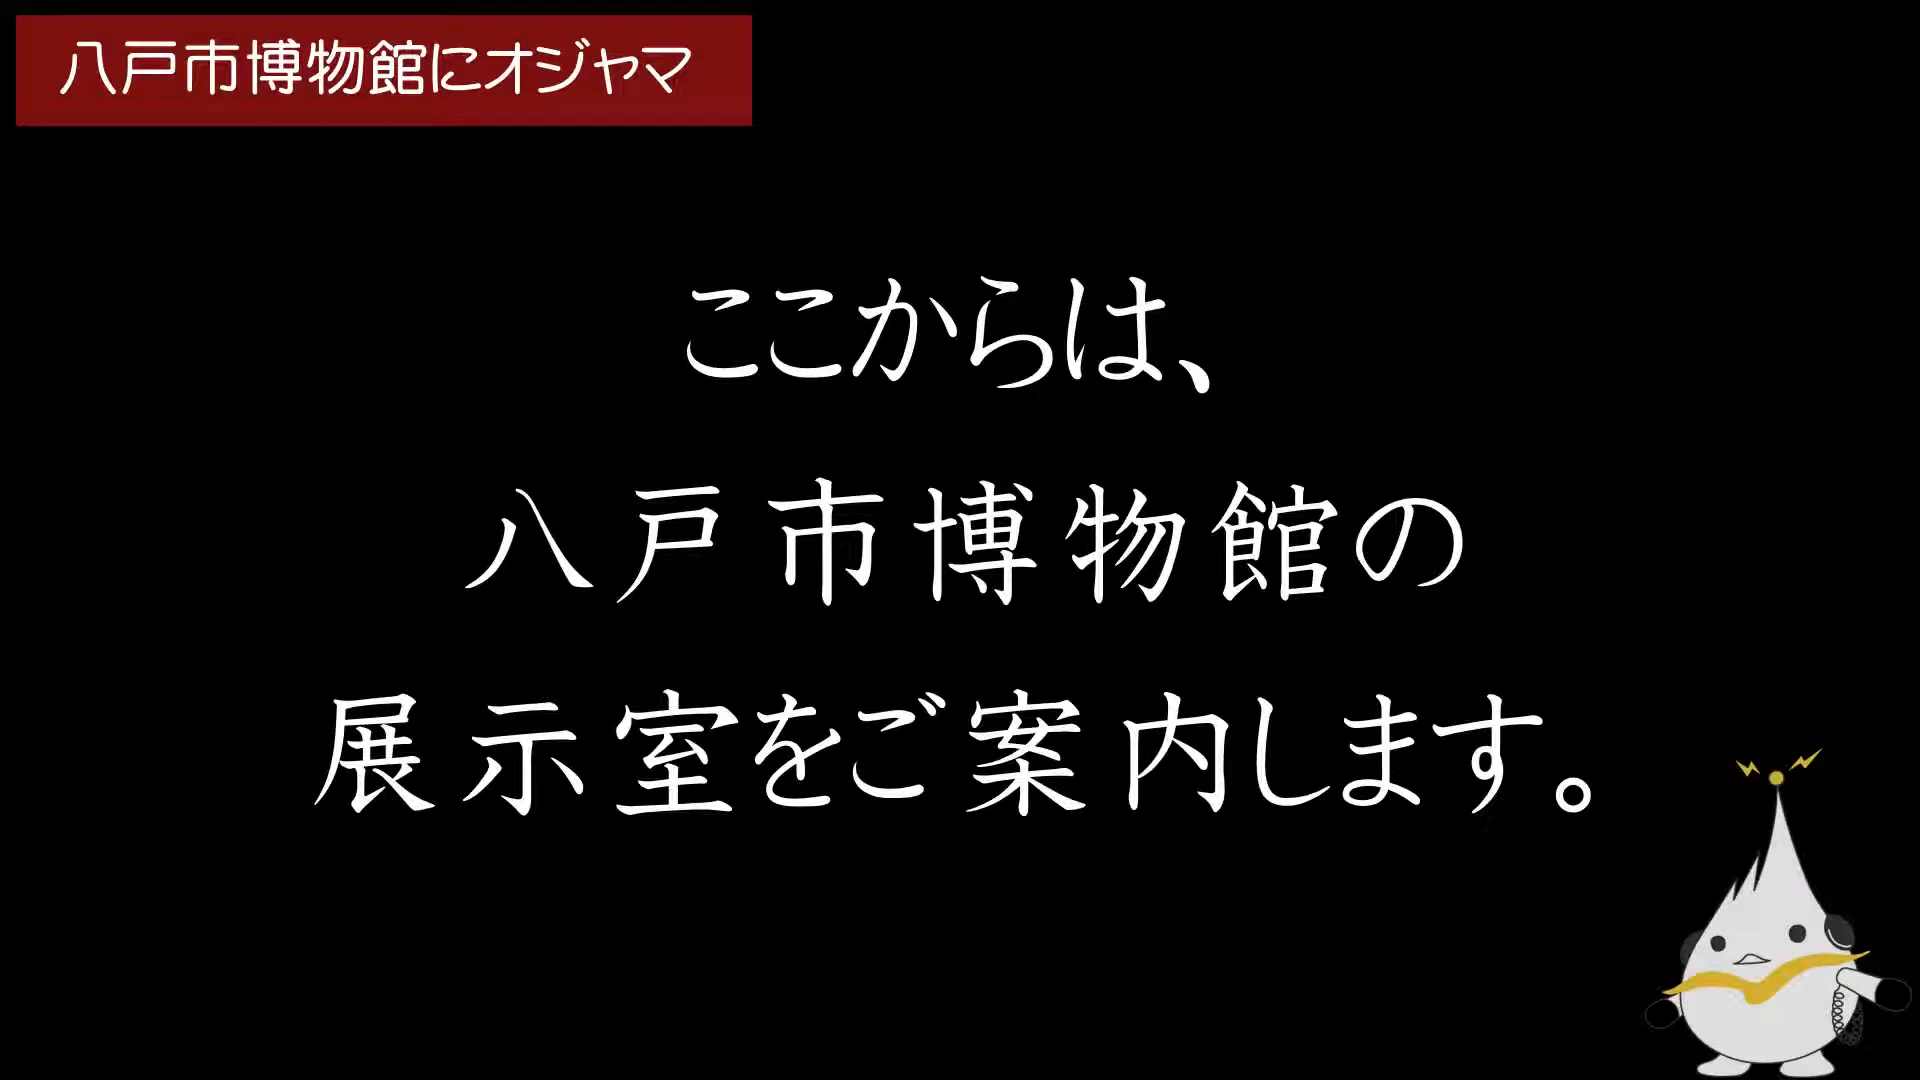 八戸市博物館にオジャマ
ここからは、
八戸市博物館の
展示室をご案内します。